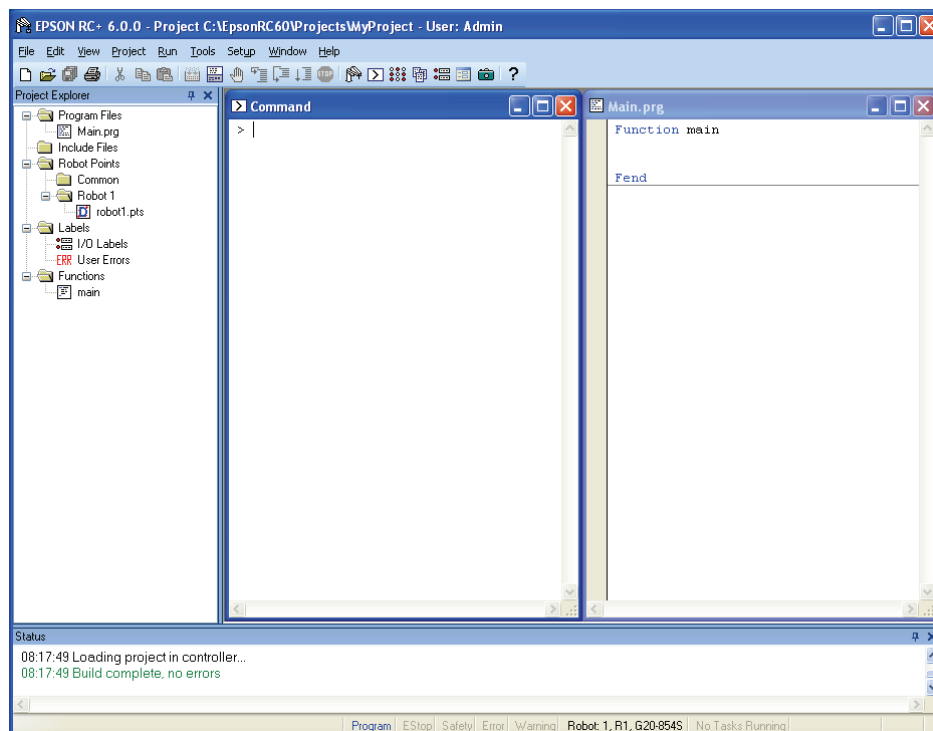 EPSON RC+ 6.0.0 - Project C:\EpsonRC60\Projects\MyProject - User: Admin
File Edit View Project Run Tools Setup Window Help
Project Explorer
Program Files
Main.prg
Include Files
Robot Points
Common
Robot 1
robot1.pts
Labels
I/O Labels
ERR User Errors
Functions
main
Command
>
Main.prg
Function main
Fend
Status
08:17:49 Loading project in controller...
08:17:49 Build complete, no errors
Program EStop Safety Error Warning Robot: 1, R1, G20-854S No Tasks Running